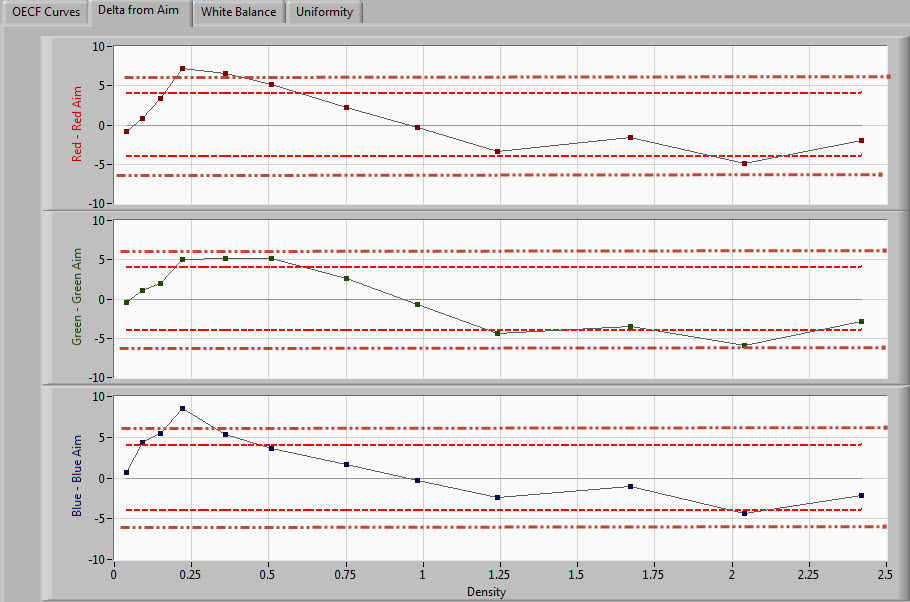 OECF Curves Delta from Aim White Balance Uniformity
10
5
0
-5
-10
Red - Red Aim
10
5
0
-5
-10
Green - Green Aim
10
5
0
-5
-10
Blue - Blue Aim
0 0.25 0.5 0.75 1 1.25 1.5 1.75 2 2.25 2.5
Density